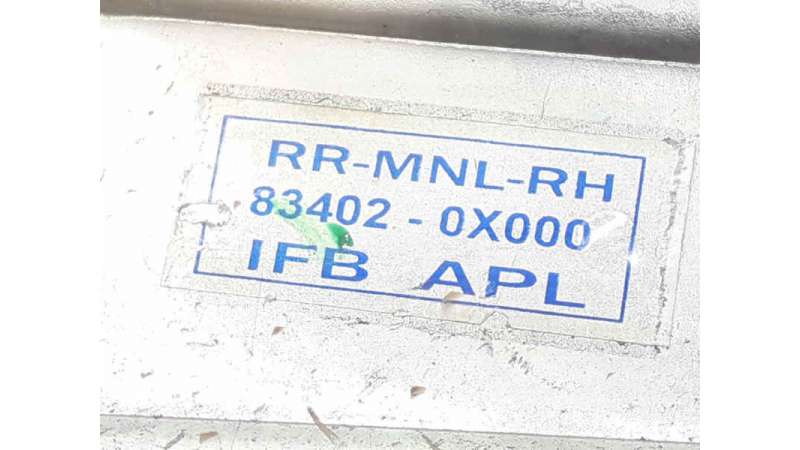 RR-MNL-RH
83402 - 0X000
IFB APL